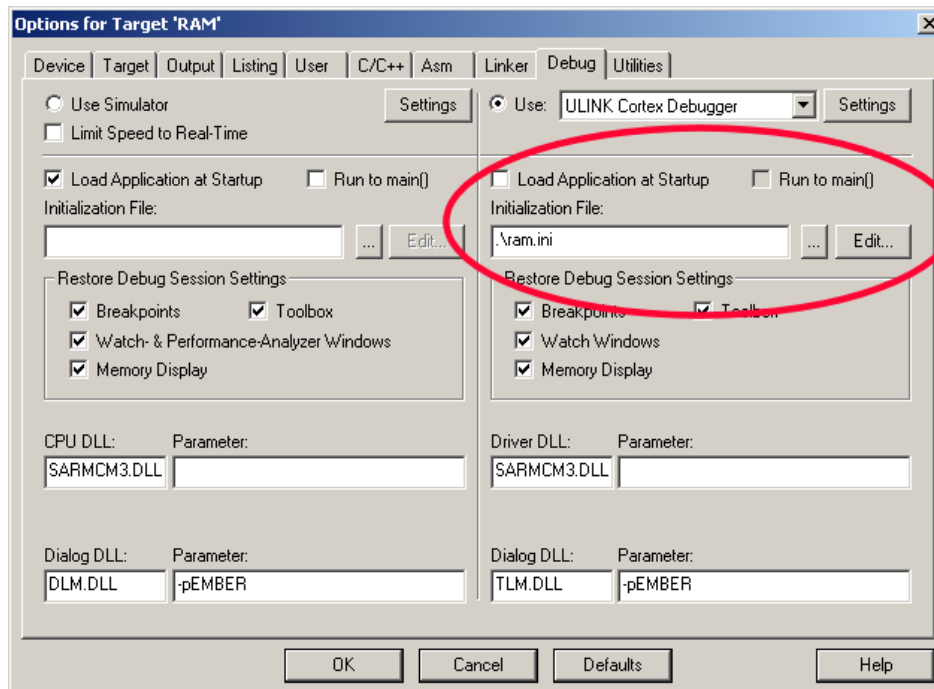 Options for Target 'RAM'
Device Target Output Listing User C/C++ Asm Linker Debug Utilities
Use Simulator Settings
Limit Speed to Real-Time
Use: ULINK Cortex Debugger Settings
Load Application at Startup Run to main()
Initialization File:
... Edit...
Load Application at Startup Run to main()
Initialization File:
.\ram.ini ... Edit...
Restore Debug Session Settings
Breakpoints Toolbox
Watch- & Performance-Analyzer Windows
Memory Display
Restore Debug Session Settings
Breakpoints Toolbox
Watch Windows
Memory Display
CPU DLL: Parameter:
SARMCM3.DLL
Driver DLL: Parameter:
SARMCM3.DLL
Dialog DLL: Parameter:
DLM.DLL -pEMBER
Dialog DLL: Parameter:
TLM.DLL -pEMBER
OK Cancel Defaults Help